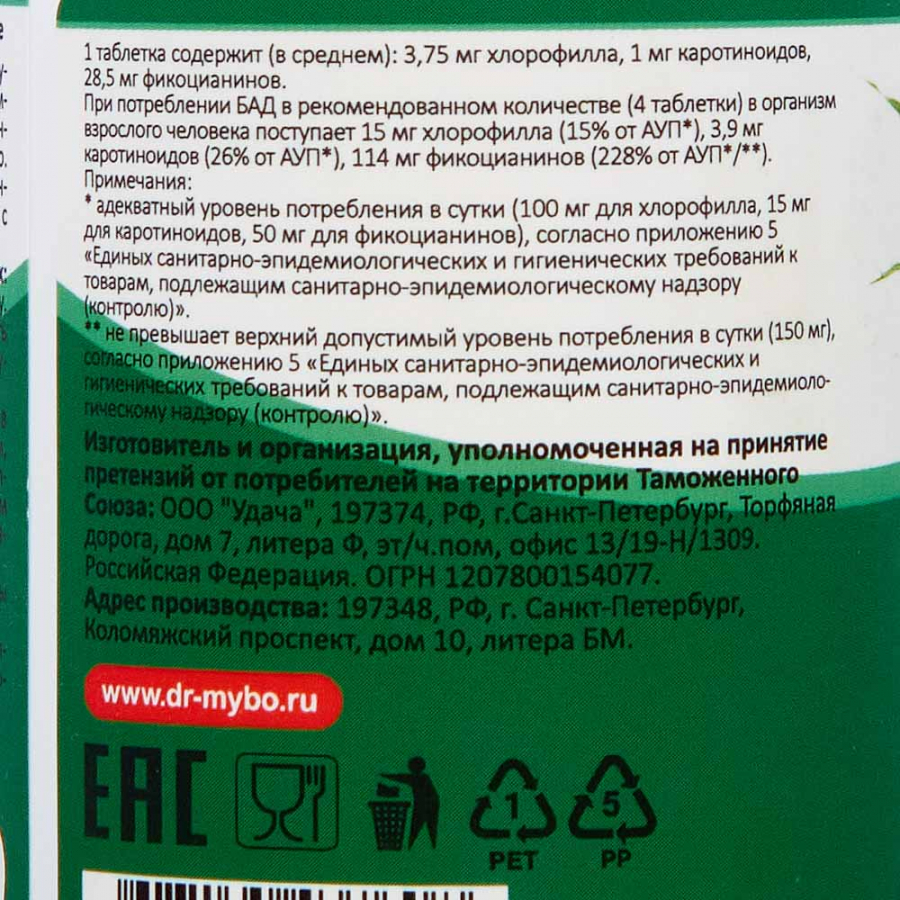 1 таблетка содержит (в среднем): 3,75 мг хлорофилла, 1 мг каротиноидов,
28,5 мг фикоцианинов.
При потреблении БАД в рекомендованном количестве (4 таблетки) в организм
взрослого человека поступает 15 мг хлорофилла (15% от АУП*), 3,9 мг
каротиноидов (26% от АУП*), 114 мг фикоцианинов (228% от АУП*/**).
Примечания:
* адекватный уровень потребления в сутки (100 мг для хлорофилла, 15 мг
для каротиноидов, 50 мг для фикоцианинов), согласно приложению 5
«Единых санитарно-эпидемиологических и гигиенических требований к
товарам, подлежащим санитарно-эпидемиологическому надзору
(контролю)».
** не превышает верхний допустимый уровень потребления в сутки (150 мг),
согласно приложению 5 «Единых санитарно-эпидемиологических и
гигиенических требований к товарам, подлежащим санитарно-эпидемиоло-
гическому надзору (контролю)».
Изготовитель и организация, уполномоченная на принятие
претензий от потребителей на территории Таможенного
Союза: ООО "Удача", 197374, РФ, г.Санкт-Петербург, Торфяная
дорога, дом 7, литера Ф, эт/ч.пом, офис 13/19-Н/1309.
Российская Федерация. ОГРН 1207800154077.
Адрес производства: 197348, РФ, г. Санкт-Петербург,
Коломяжский проспект, дом 10, литера БМ.
www.dr-mybo.ru
EAC
1 5
PET PP